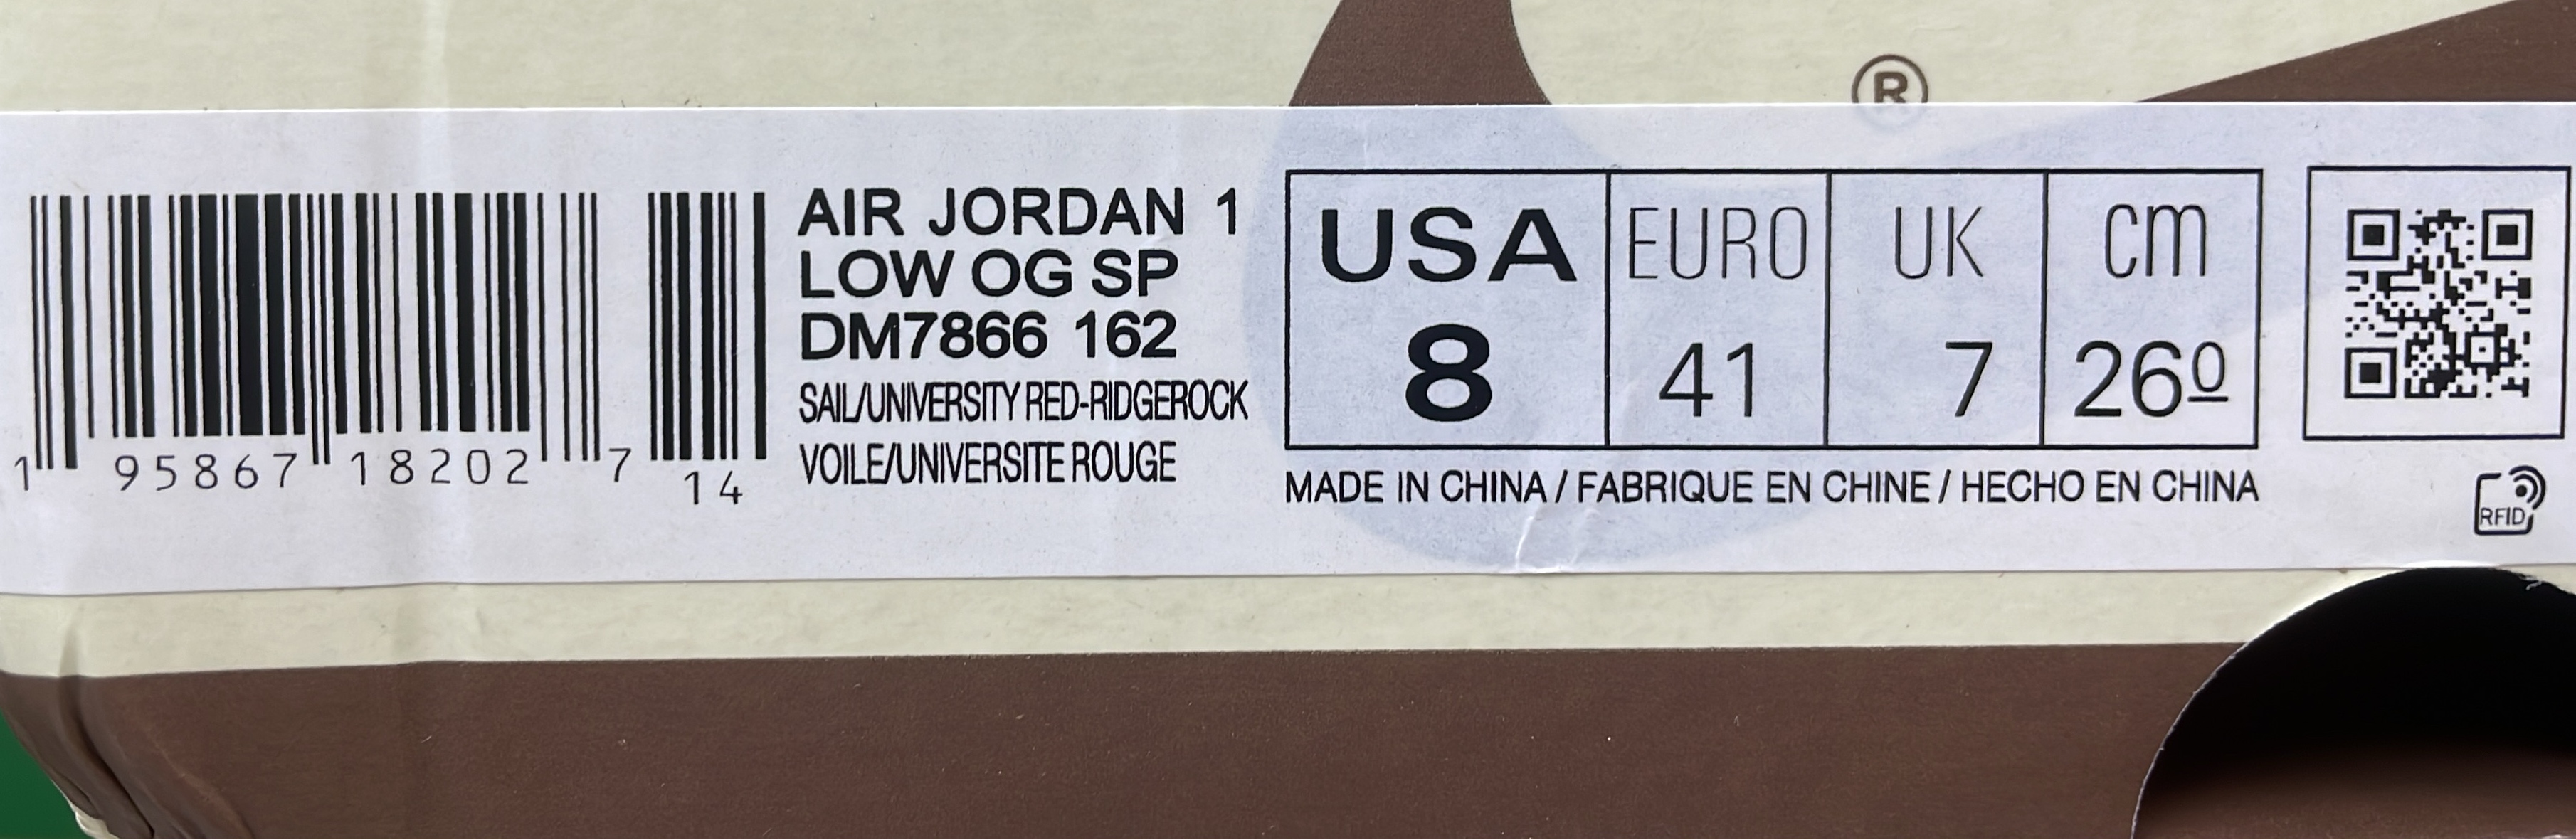 ®
AIR JORDAN 1
LOW OG SP
DM7866 162
SAIL/UNIVERSITY RED-RIDGEROCK
VOILE/UNIVERSITE ROUGE
1 95867 18202 7 14
USA EURO UK cm
8 41 7 26º
MADE IN CHINA / FABRIQUE EN CHINE / HECHO EN CHINA
RFID